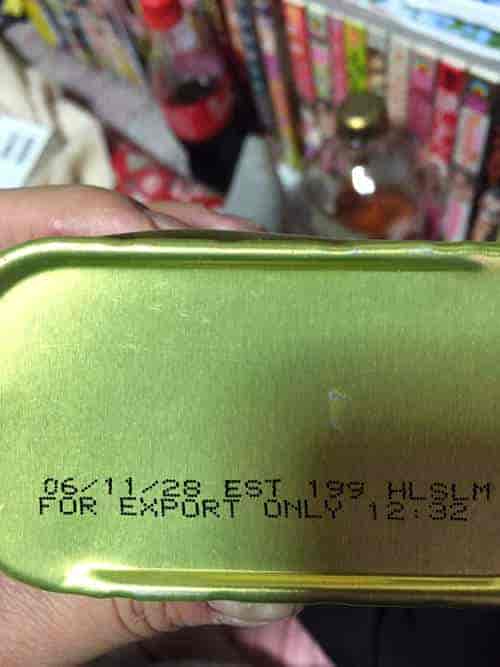 06/11/28 EST 199 HLSLM
FOR EXPORT ONLY 12:32